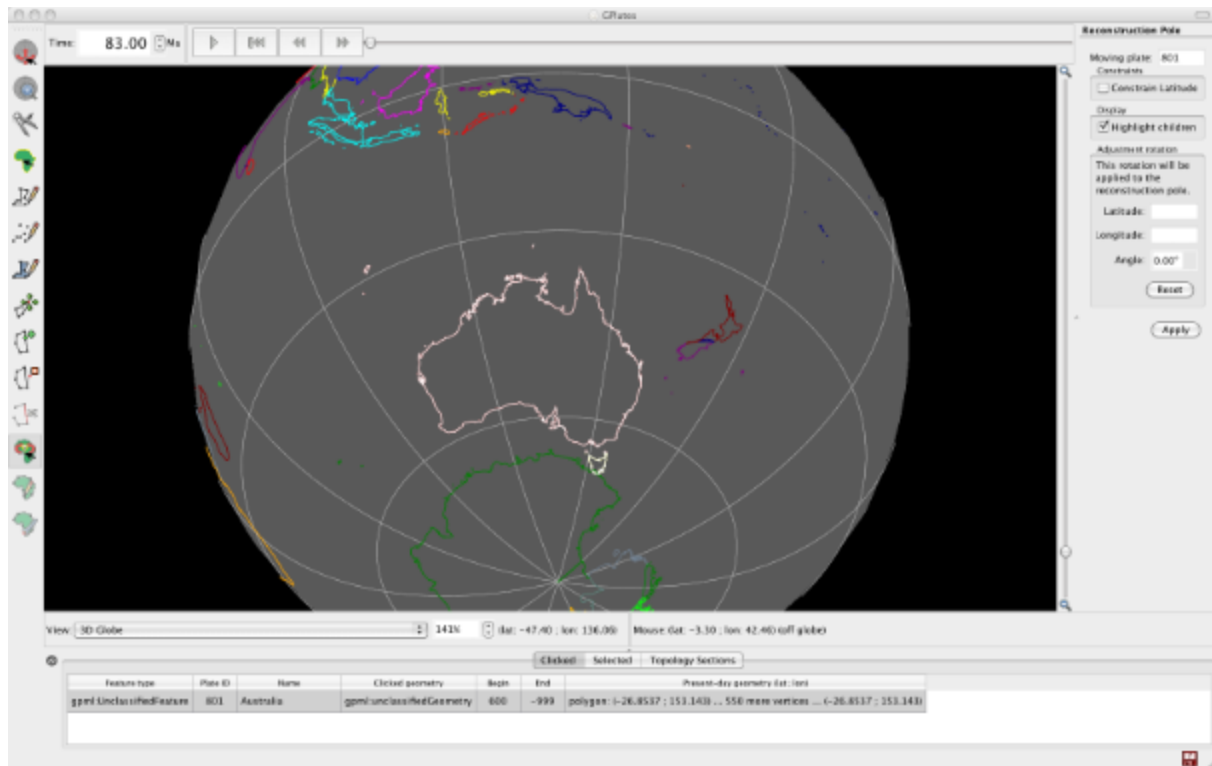 GPlates
Time: 83.00 Ma
Reconstruction Pole
Moving plate: 801
Constraints
Constrain Latitude
Display
Highlight children
Adjustment rotation
This rotation will be
applied to the
reconstruction pole.
Latitude:
Longitude:
Angle: 0.00°
Reset
Apply
View: 3D Globe 141% (lat: -47.40 ; lon: 136.06) Mouse (lat: -3.30 ; lon: 42.46) (off globe)
Clicked Selected Topology Sections
Feature type Plate ID Name Clicked geometry Begin End Present-day geometry (lat; lon)
gpml:UnclassifiedFeature 801 Australia gpml:unclassifiedGeometry 600 -999 polygon: (-26.8537 ; 153.143) ... 550 more vertices ... (-26.8537 ; 153.143)